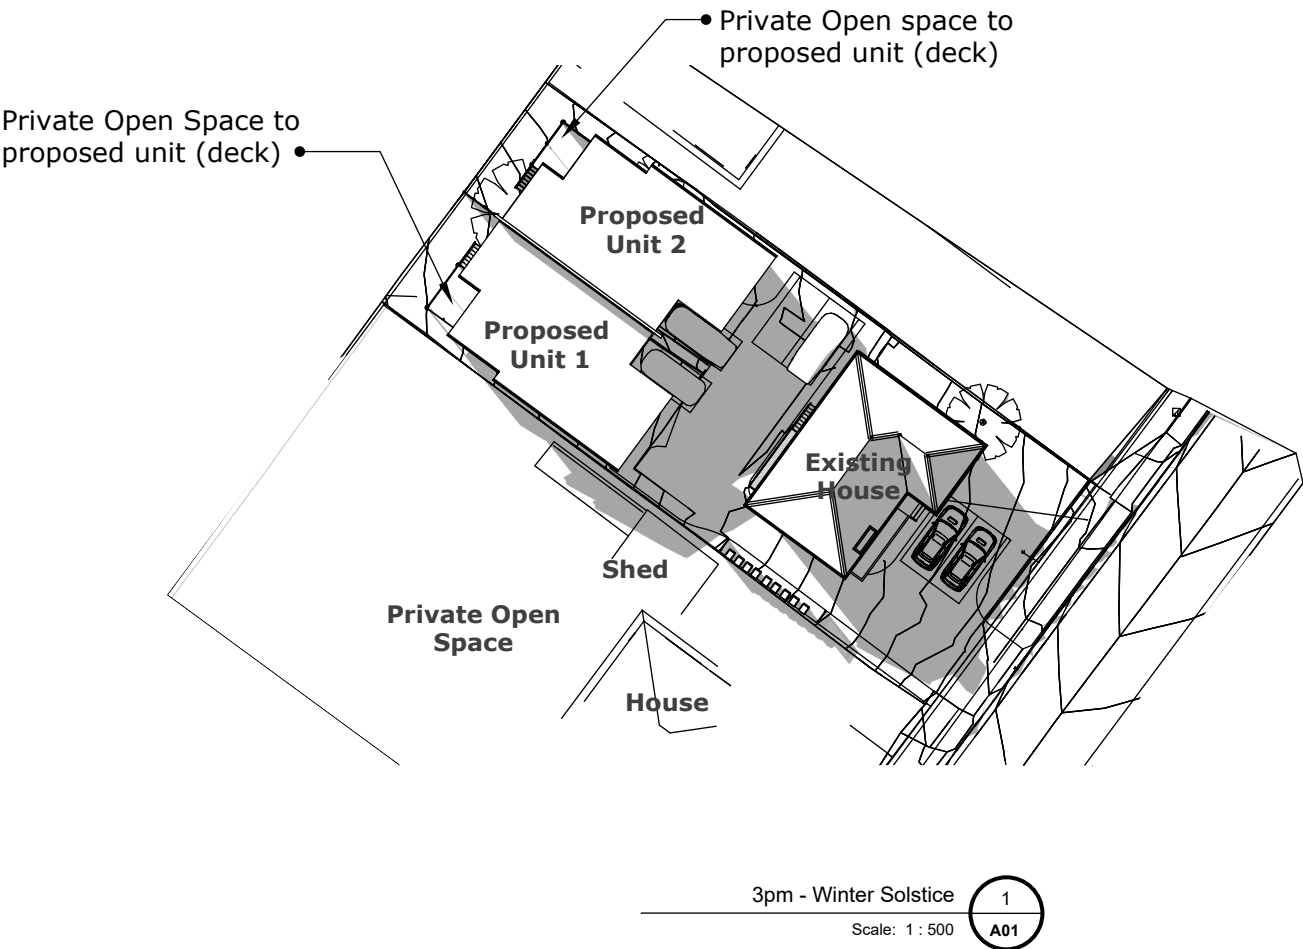 Private Open space to
proposed unit (deck)
Private Open Space to
proposed unit (deck)
Proposed
Unit 2
Proposed
Unit 1
Existing
House
Shed
Private Open
Space
House
3pm - Winter Solstice
1
Scale: 1 : 500
A01